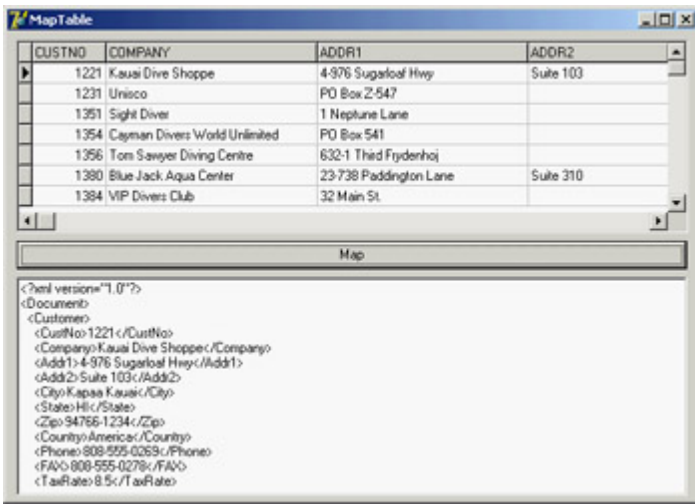 MapTable
CUSTNO COMPANY ADDR1 ADDR2
1221 Kauai Dive Shoppe 4-976 Sugarloaf Hwy Suite 103
1231 Unisco PO Box Z-547
1351 Sight Diver 1 Neptune Lane
1354 Cayman Divers World Unlimited PO Box 541
1356 Tom Sawyer Diving Centre 632-1 Third Frydenhoj
1380 Blue Jack Aqua Center 23-738 Paddington Lane Suite 310
1384 VIP Divers Club 32 Main St.
Map
<?xml version="1.0"?>
<Document>
<Customer>
<CustNo>1221</CustNo>
<Company>Kauai Dive Shoppe</Company>
<Addr1>4-976 Sugarloaf Hwy</Addr1>
<Addr2>Suite 103</Addr2>
<City>Kapaa Kauai</City>
<State>HI</State>
<Zip>94766-1234</Zip>
<Country>America</Country>
<Phone>808-555-0269</Phone>
<FAX>808-555-0278</FAX>
<TaxRate>8.5</TaxRate>